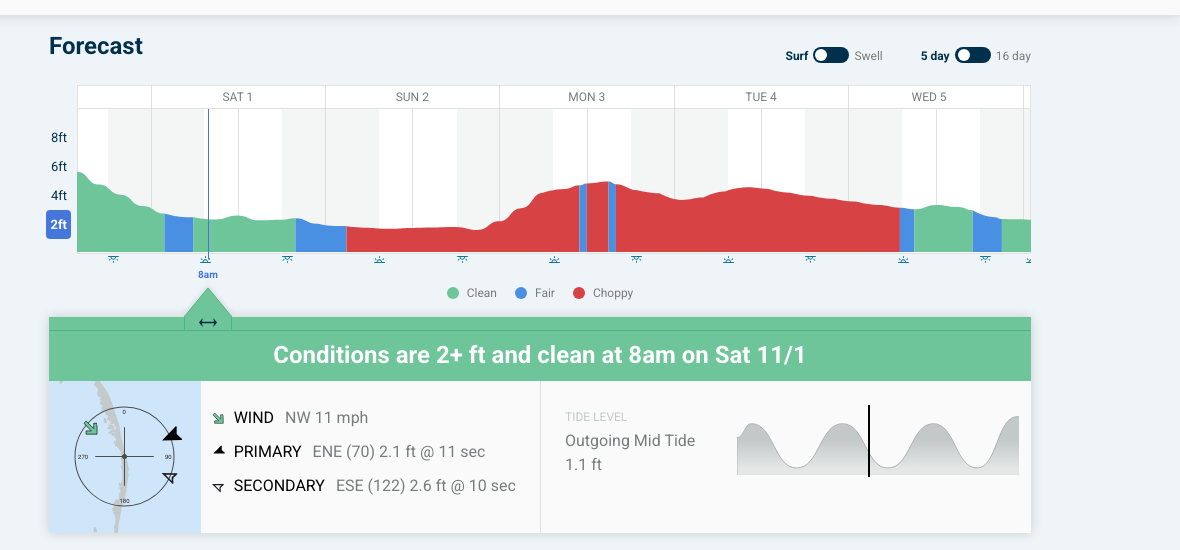 Forecast
Surf Swell 5 day 16 day
SAT 1 SUN 2 MON 3 TUE 4 WED 5
8ft
6ft
4ft
2ft
8am
Clean Fair Choppy
Conditions are 2+ ft and clean at 8am on Sat 11/1
0
270 90
180
WIND NW 11 mph
PRIMARY ENE (70) 2.1 ft @ 11 sec
SECONDARY ESE (122) 2.6 ft @ 10 sec
TIDE LEVEL
Outgoing Mid Tide
1.1 ft